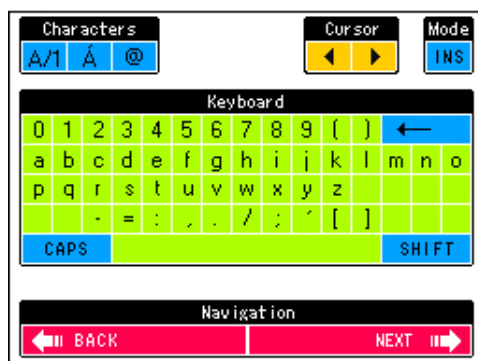 Characters Cursor Mode
A/1 Á @ INS
Keyboard
0 1 2 3 4 5 6 7 8 9 ( )
a b c d e f g h i j k l m n o
p q r s t u v w x y z
- = : , . / ; ´ [ ]
CAPS SHIFT
Navigation
BACK NEXT